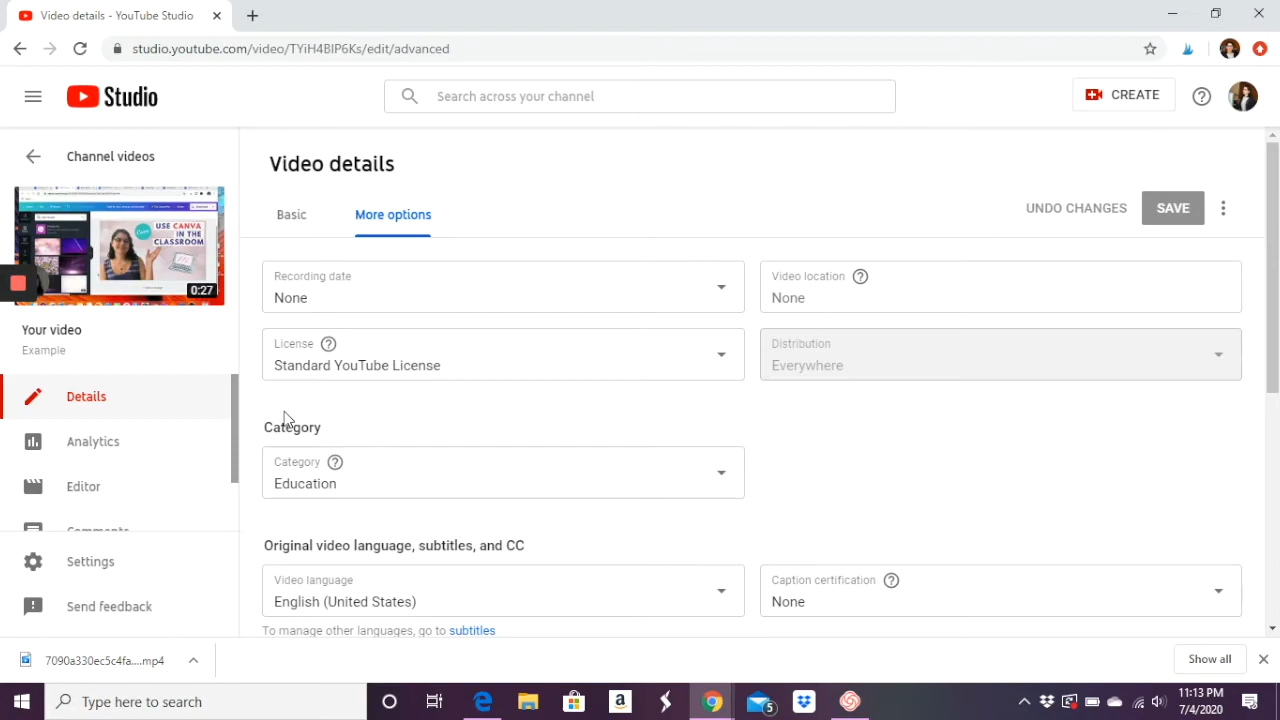 Video details - YouTube Studio
studio.youtube.com/video/TYiH4BIP6Ks/edit/advanced
Studio
Search across your channel
CREATE
Channel videos
USE CANVA
IN THE
CLASSROOM
0:27
Your video
Example
Details
Analytics
Editor
Comments
Settings
Send feedback
Video details
Basic
More options
UNDO CHANGES
SAVE
Recording date
None
Video location
None
License
Standard YouTube License
Distribution
Everywhere
Category
Category
Education
Original video language, subtitles, and CC
Video language
English (United States)
Caption certification
None
To manage other languages, go to subtitles
7090a330ec5c4fa....mp4
Show all
Type here to search
5
11:13 PM
7/4/2020